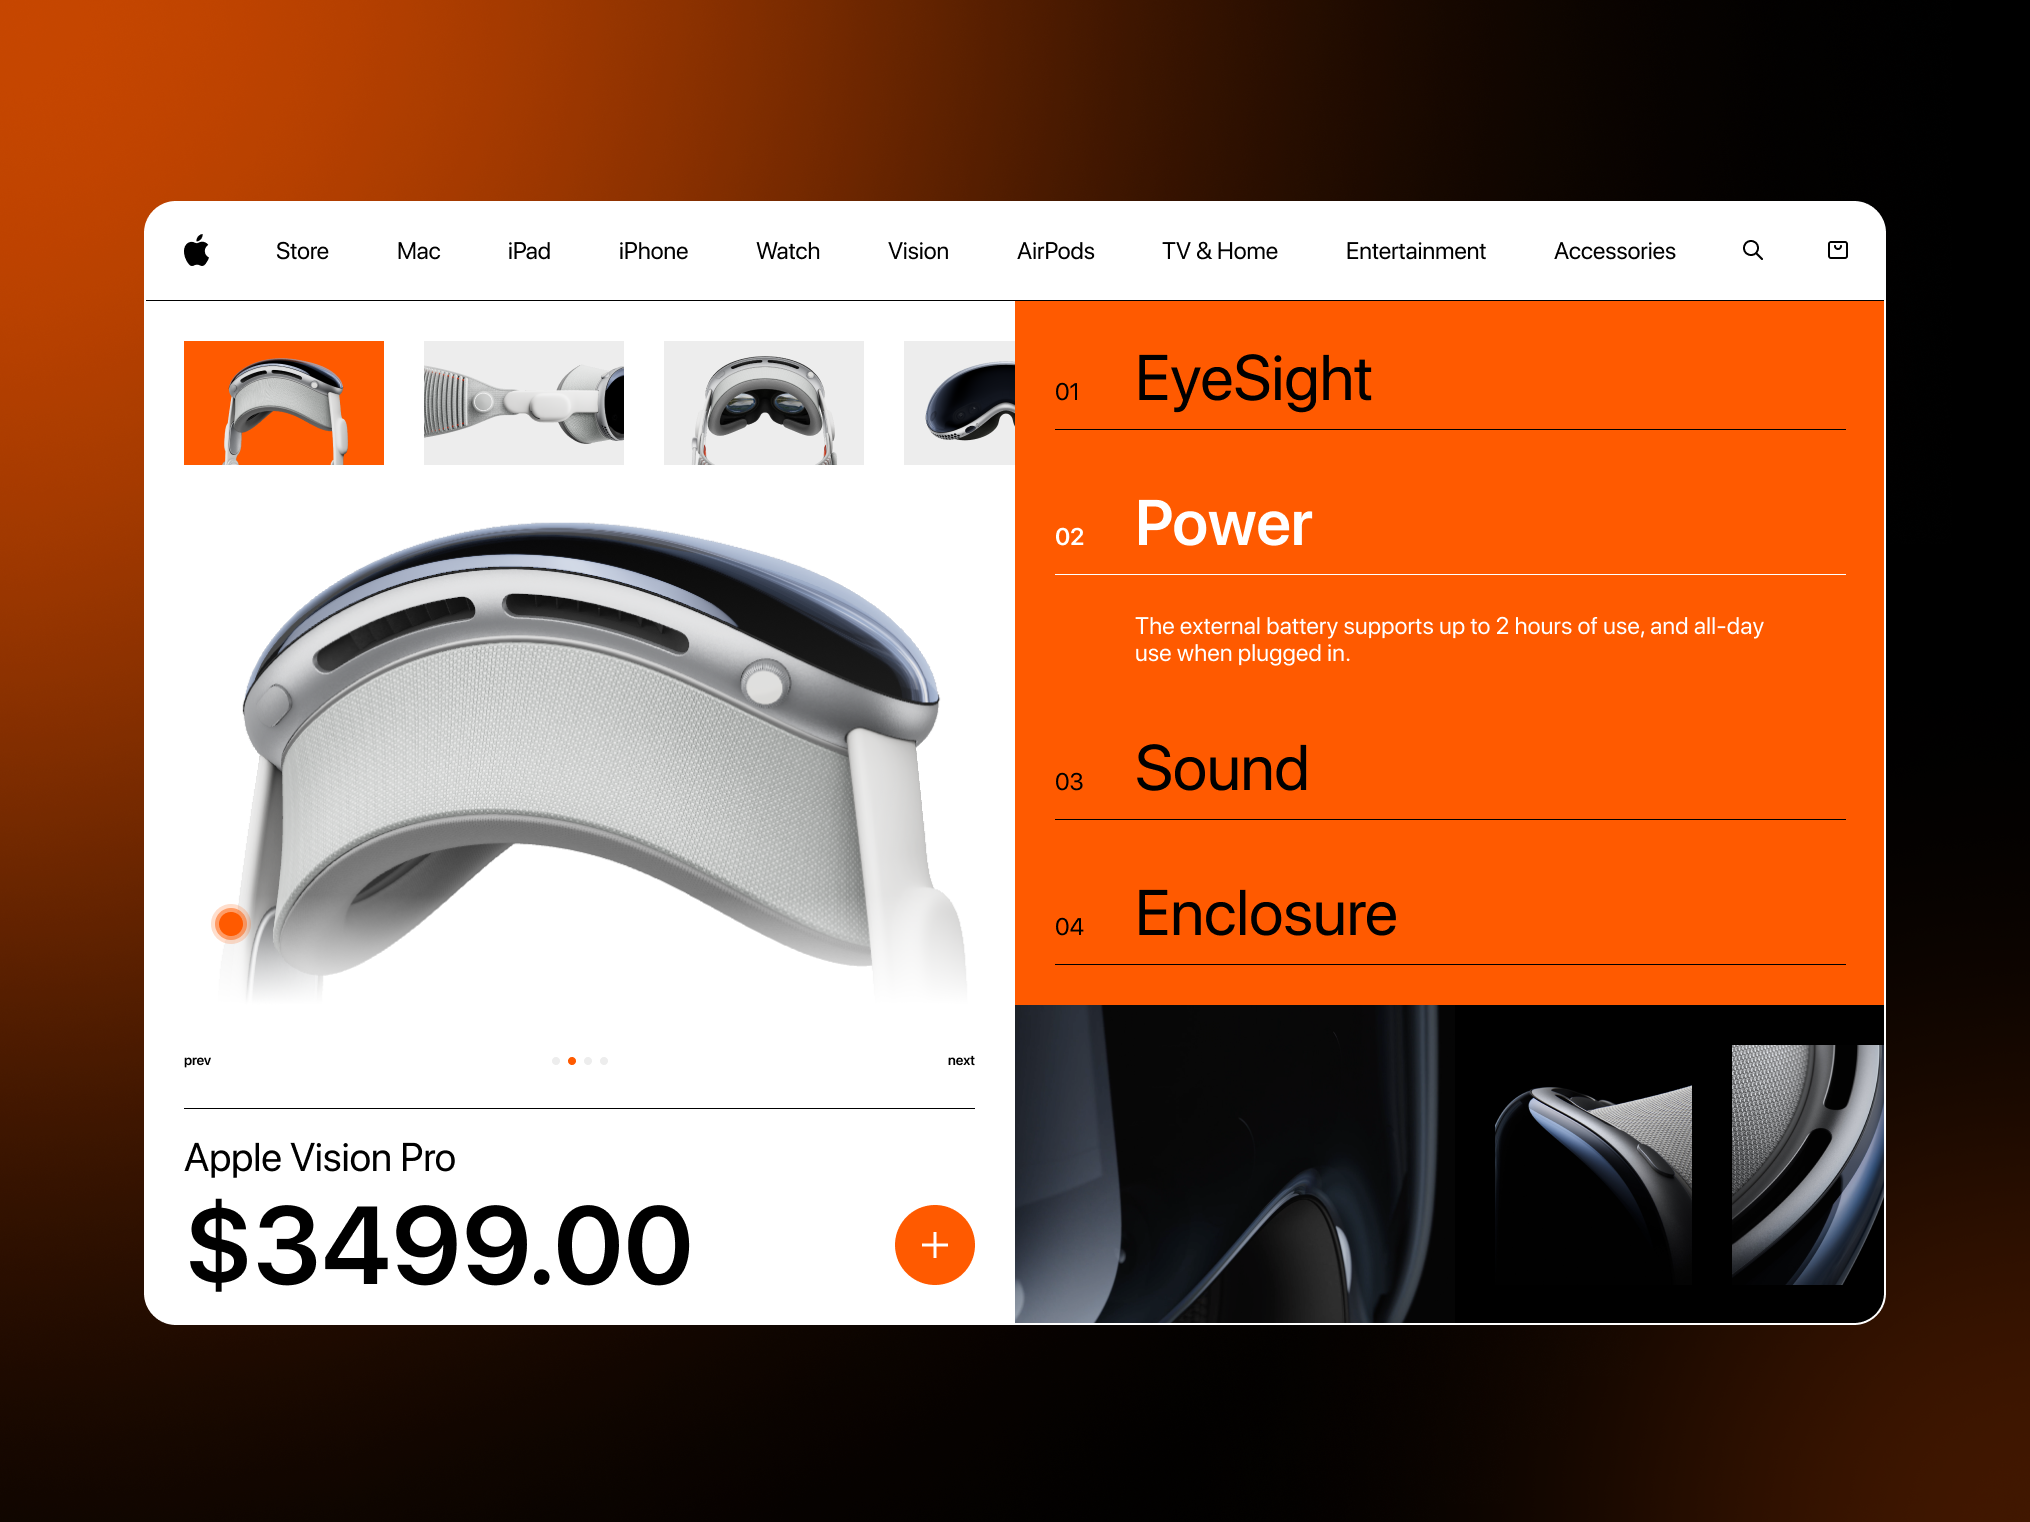 Store Mac iPad iPhone Watch Vision AirPods TV & Home Entertainment Accessories
prev next
Apple Vision Pro
$3499.00
01 EyeSight
02 Power
The external battery supports up to 2 hours of use, and all-day
use when plugged in.
03 Sound
04 Enclosure